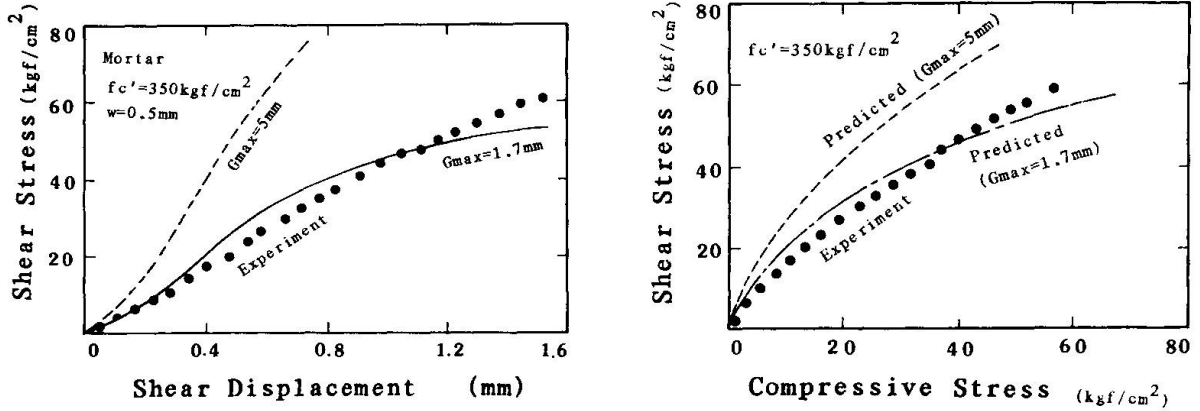 Shear Stress (kgf/cm²)
80
60
40
20
Mortar
fc'=350kgf/cm²
w=0.5mm
Gmax=5mm
Gmax=1.7mm
Experiment
0 0.4 0.8 1.2 1.6
Shear Displacement (mm)
Shear Stress (kgf/cm²)
80
60
40
20
fc'=350kgf/cm²
Predicted (Gmax=5mm)
Predicted
(Gmax=1.7mm)
Experiment
0 20 40 60 80
Compressive Stress (kgf/cm²)